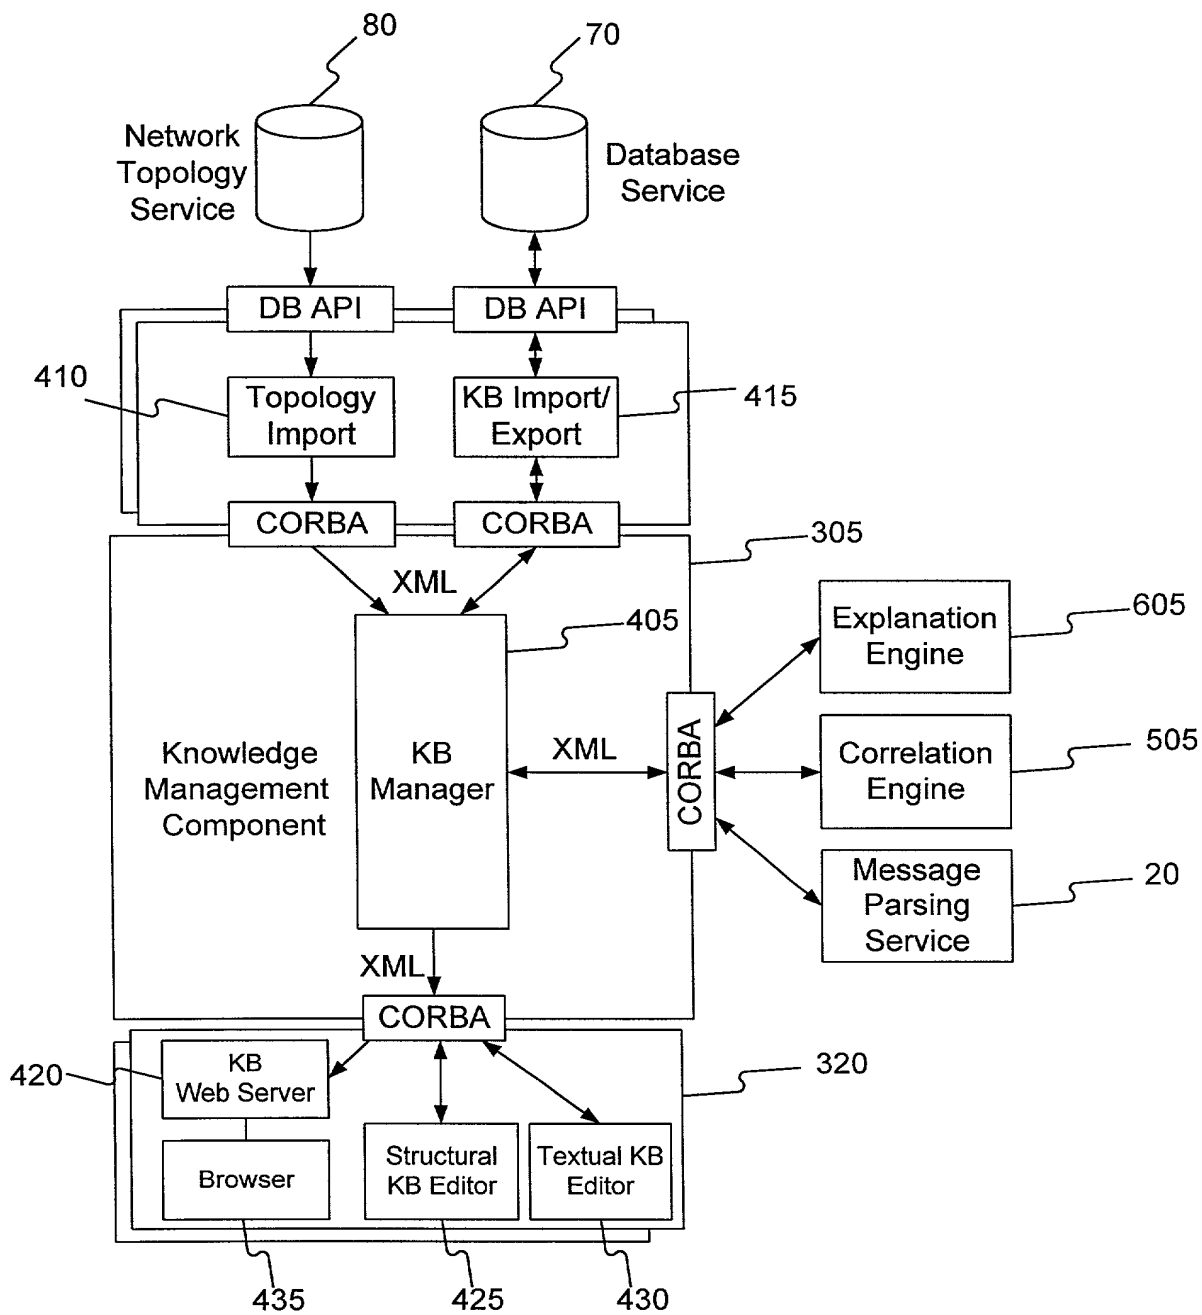 80
70
Network
Topology
Service
Database
Service
DB API
DB API
410
Topology
Import
KB Import/
Export
415
CORBA
CORBA
305
XML
405
Explanation
Engine
605
Knowledge
Management
Component
KB
Manager
XML
CORBA
Correlation
Engine
505
Message
Parsing
Service
20
XML
CORBA
420
KB
Web Server
320
Browser
Structural
KB Editor
Textual KB
Editor
435
425
430